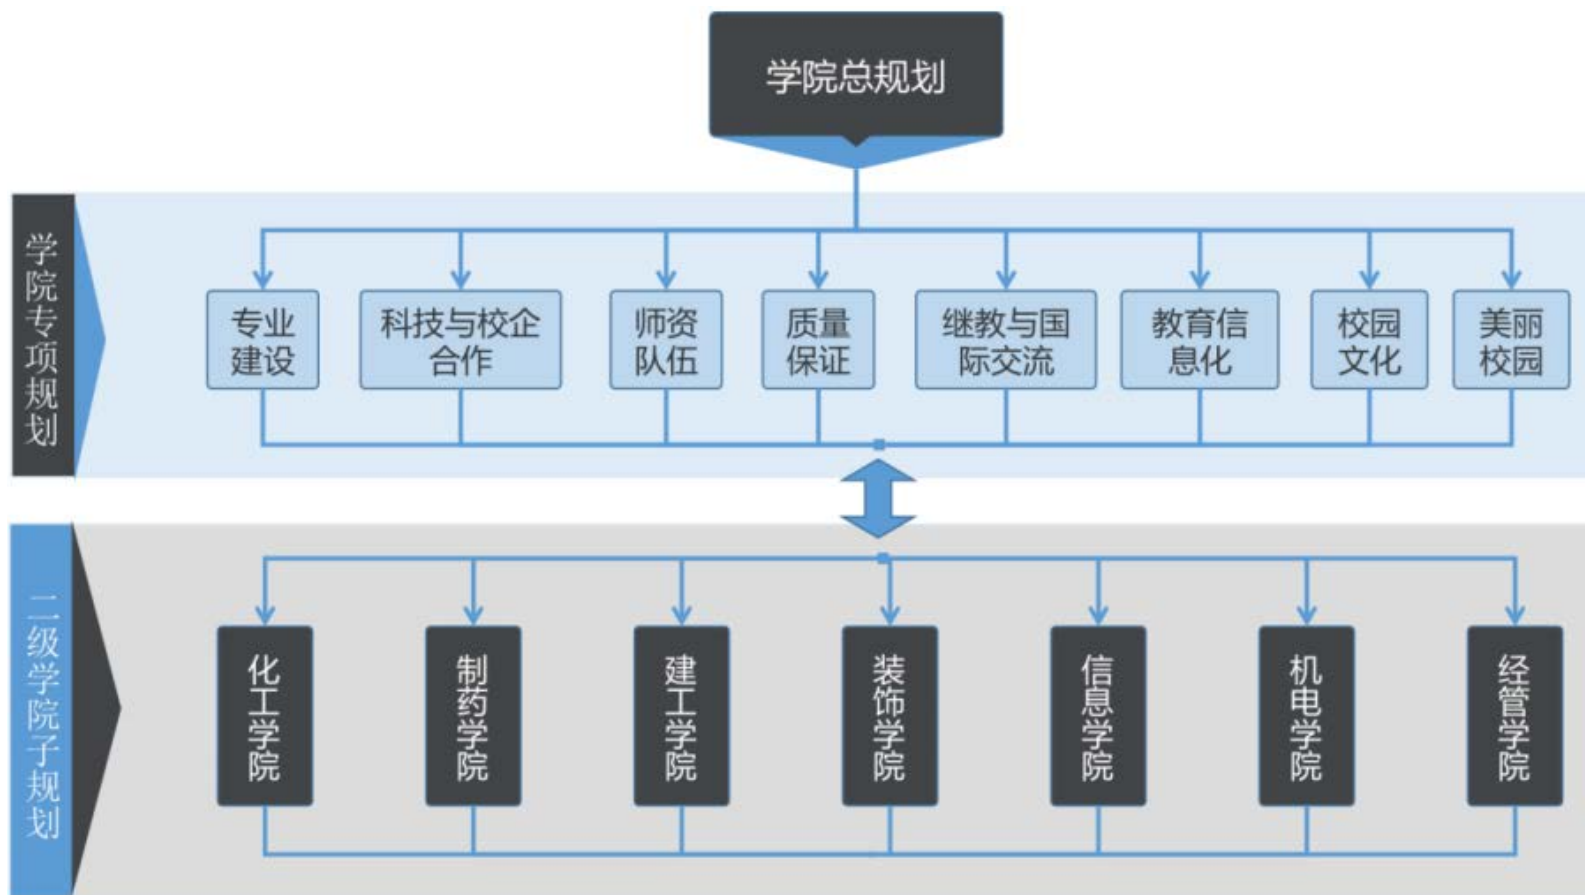 学院总规划
学院专项规划
专业
建设
科技与校企
合作
师资
队伍
质量
保证
继教与国
际交流
教育信
息化
校园
文化
美丽
校园
二级学院子规划
化工学院
制药学院
建工学院
装饰学院
信息学院
机电学院
经管学院